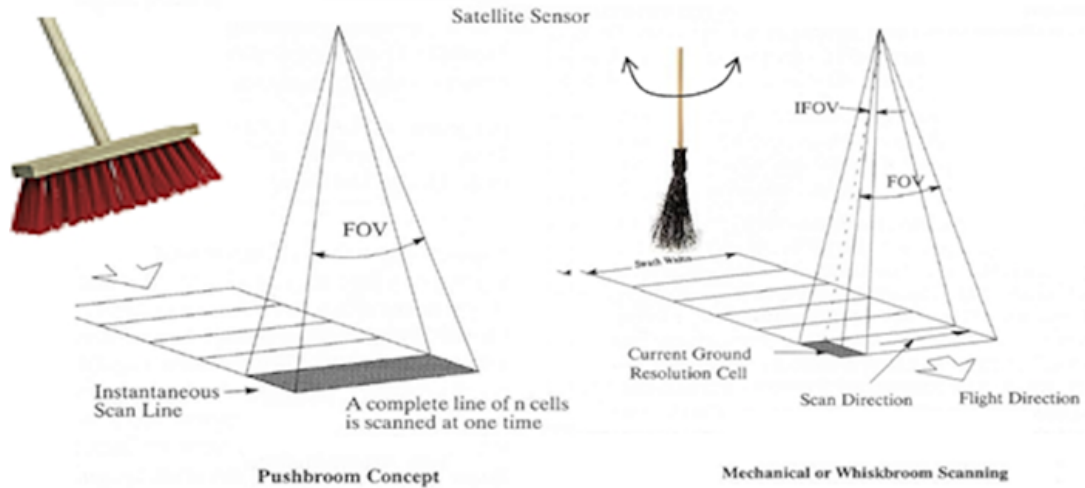 Satellite Sensor
FOV
Instantaneous
Scan Line
A complete line of n cells
is scanned at one time
Pushbroom Concept
IFOV
FOV
Swath Width
Current Ground
Resolution Cell
Scan Direction
Flight Direction
Mechanical or Whiskbroom Scanning